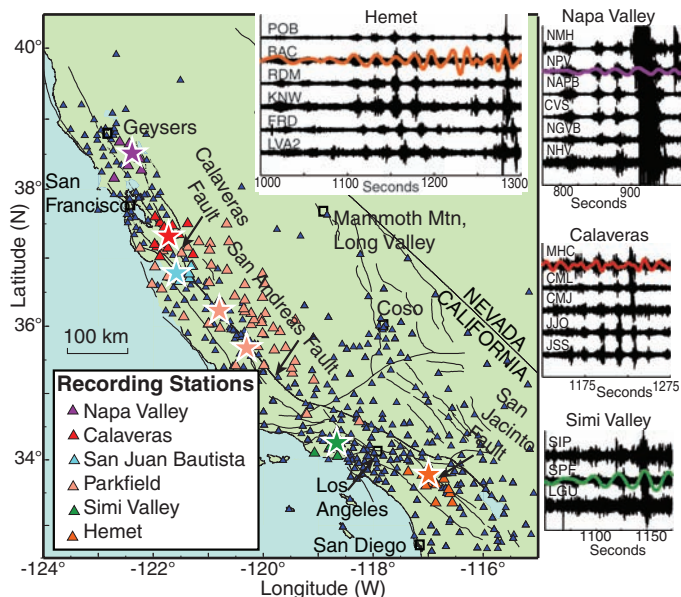 Hemet
POB
RAC
RDM
KNW
FRD
LVA2
1000 1100 1200 1300
Seconds
Napa Valley
NMH
NPV
NAPB
CVS
NGVB
NHV
800 900
Seconds
Calaveras
MHC
CML
CMJ
JJO
JSS
1175 1275
Seconds
Simi Valley
SIP
SPF
LGU
1100 1150
Seconds
40°
38°
36°
34°
Latitude (N)
-124° -122° -120° -118° -116°
Longitude (W)
Geysers
San
Francisco
Calaveras
Fault
Mammoth Mtn,
Long Valley
San Andreas Fault
Coso
NEVADA
CALIFORNIA
100 km
San
Jacinto
Fault
Los
Angeles
San Diego
Recording Stations
Napa Valley
Calaveras
San Juan Bautista
Parkfield
Simi Valley
Hemet